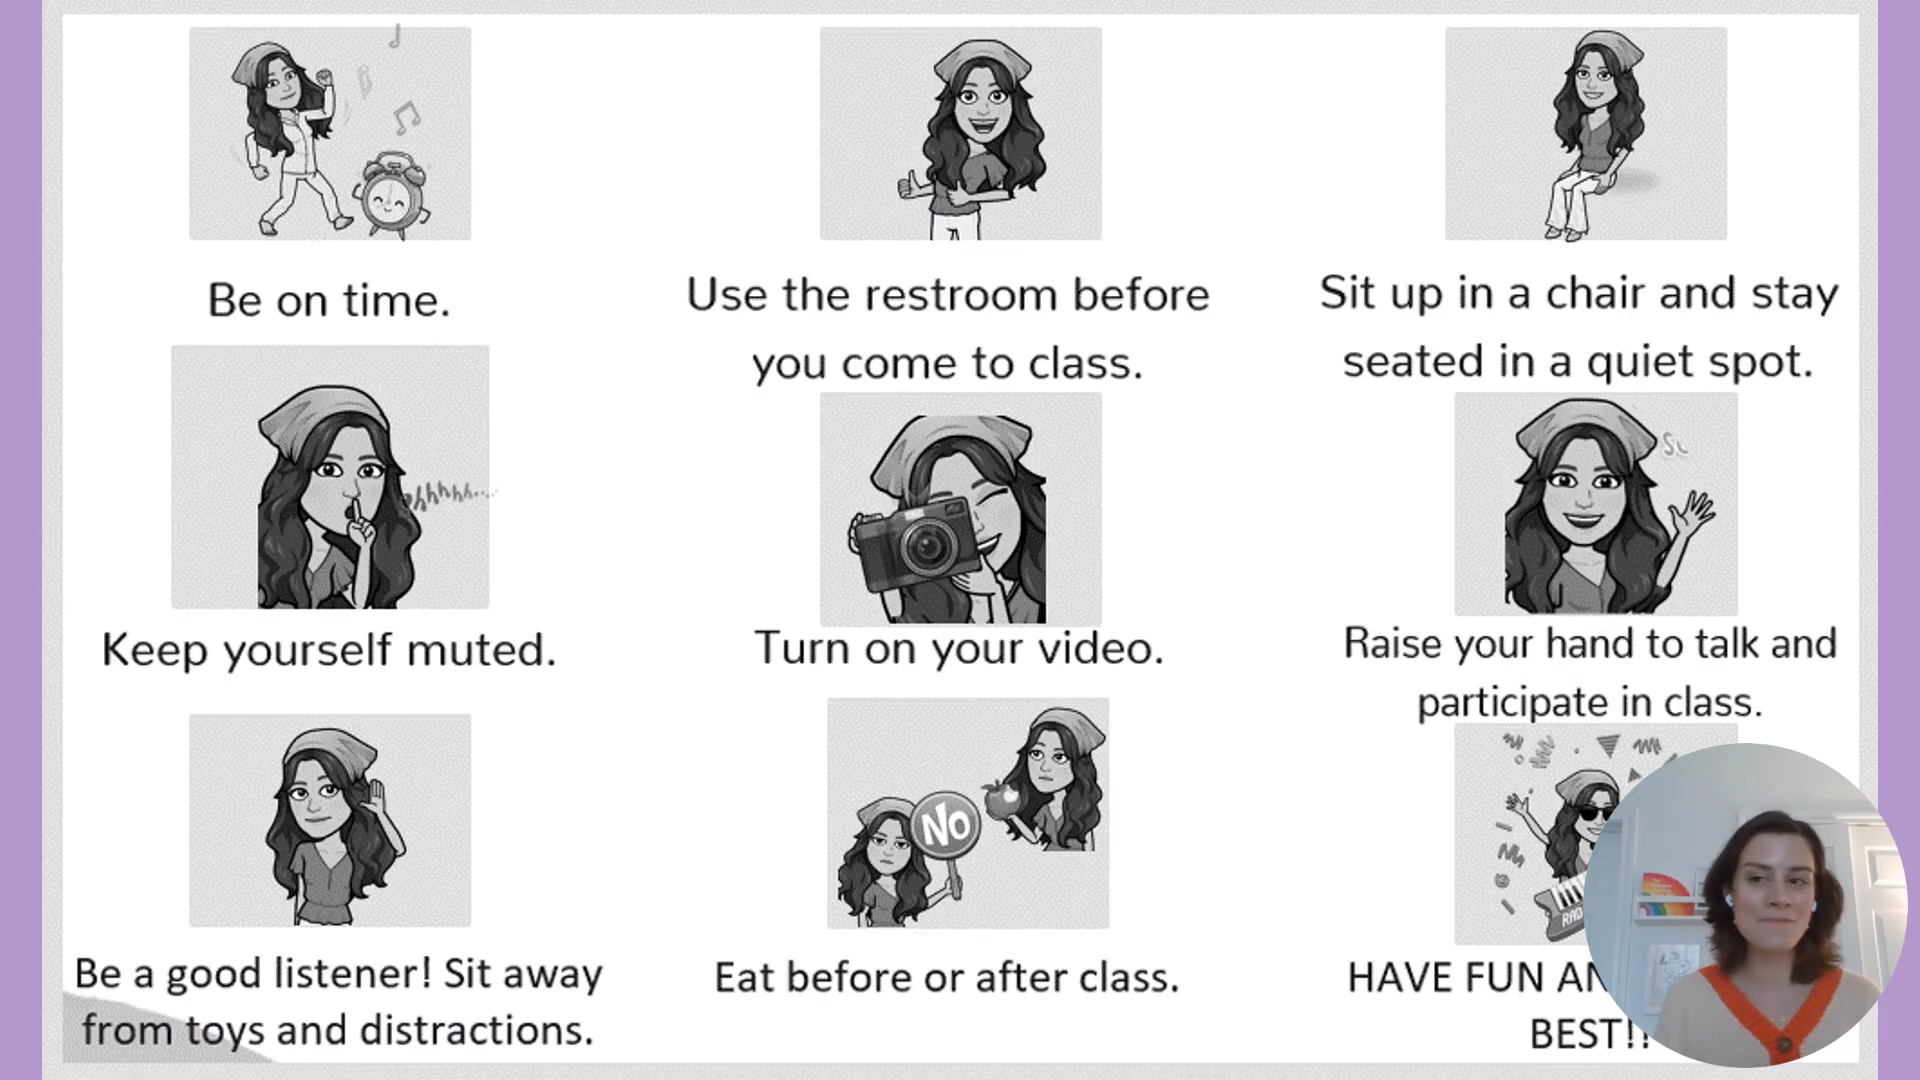 Be on time.
Use the restroom before
you come to class.
Sit up in a chair and stay
seated in a quiet spot.
Keep yourself muted.
Turn on your video.
Raise your hand to talk and
participate in class.
NO
RAD
Be a good listener! Sit away
from toys and distractions.
Eat before or after class.
HAVE FUN
BEST!!